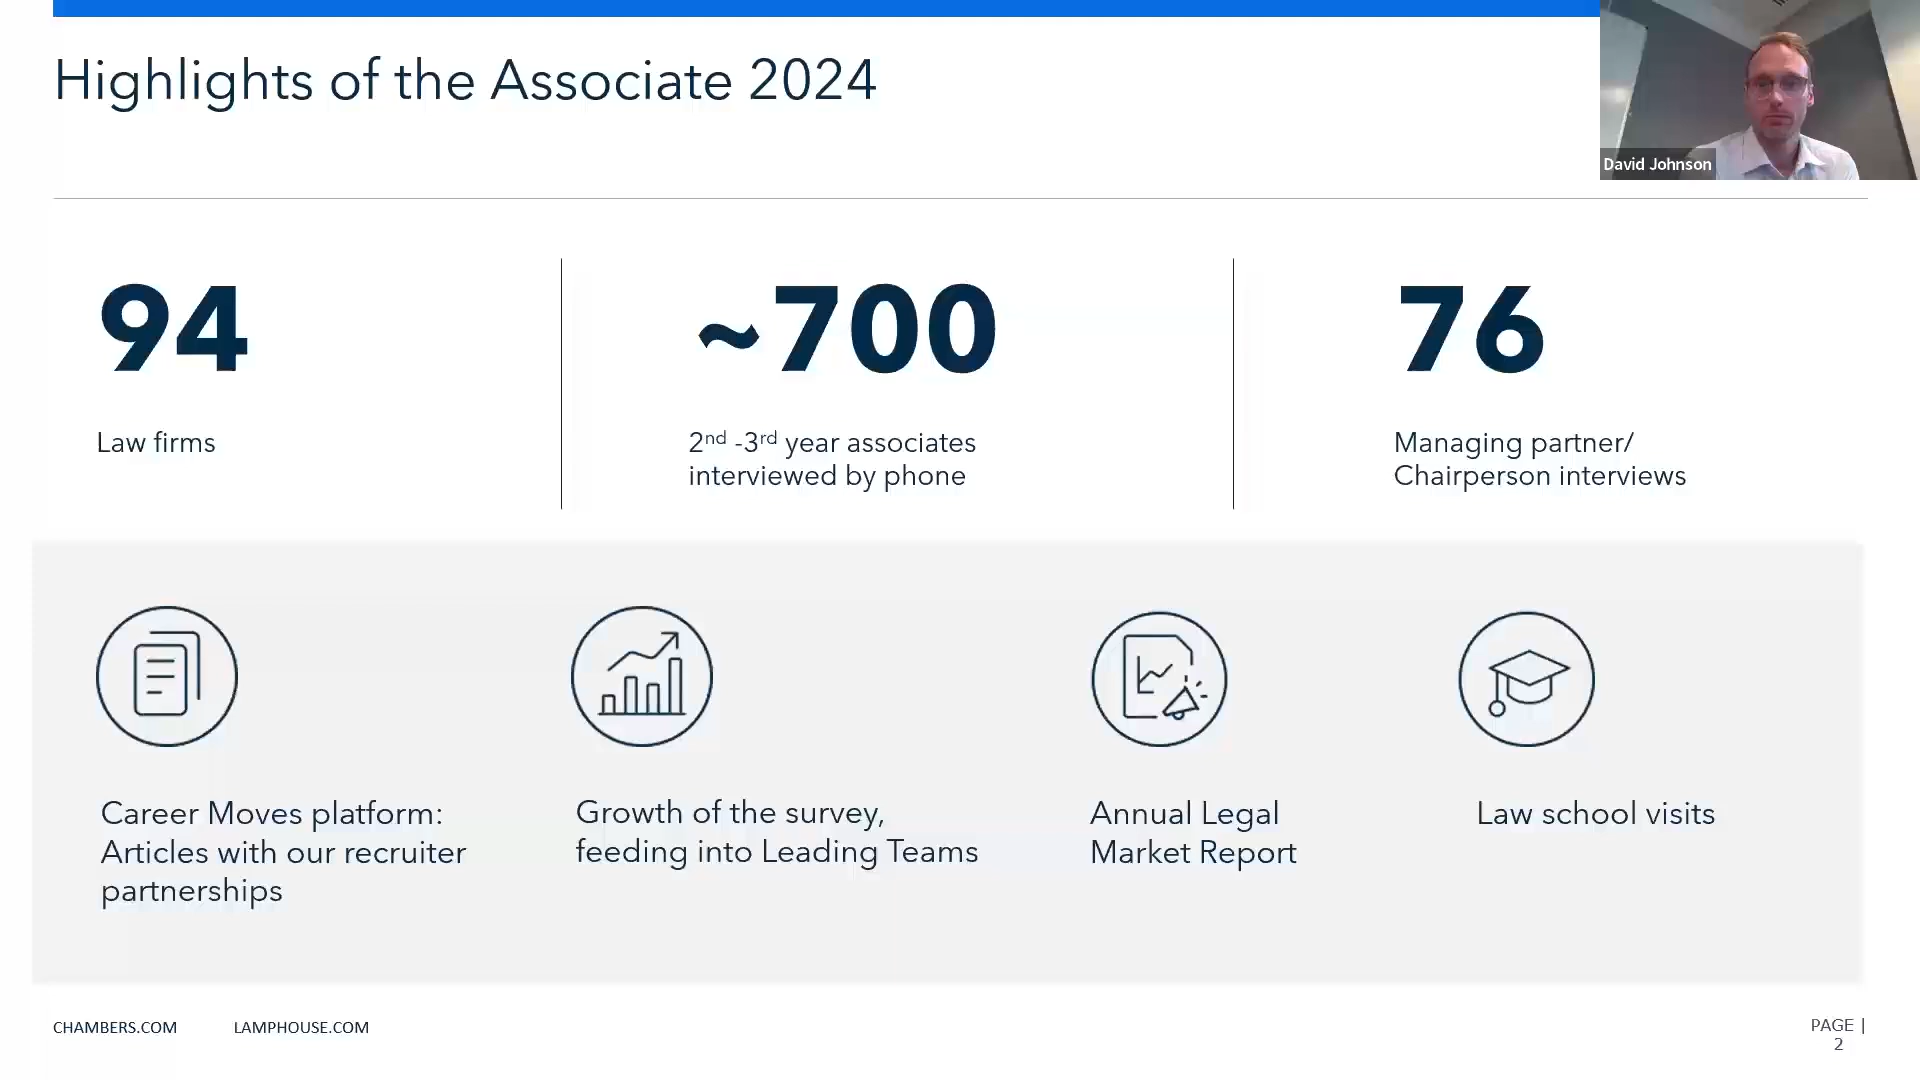 Highlights of the Associate 2024
David Johnson
94
Law firms
~700
2nd -3rd year associates
interviewed by phone
76
Managing partner/
Chairperson interviews
Career Moves platform:
Articles with our recruiter
partnerships
Growth of the survey,
feeding into Leading Teams
Annual Legal
Market Report
Law school visits
CHAMBERS.COM
LAMPHOUSE.COM
PAGE |
2